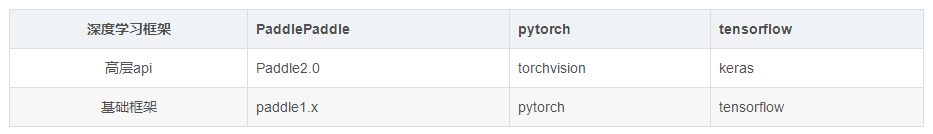 深度学习框架 PaddlePaddle pytorch tensorflow
高层api Paddle2.0 torchvision keras
基础框架 paddle1.x pytorch tensorflow